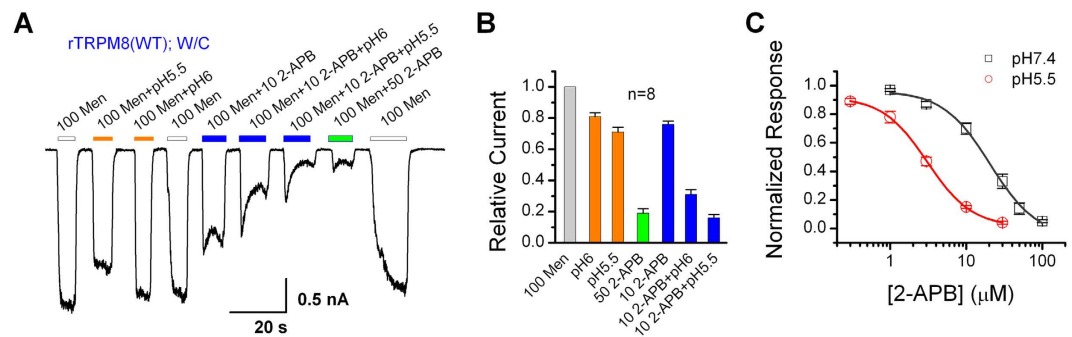 A
rTRPM8(WT); W/C
100 Men
100 Men+pH5.5
100 Men+pH6
100 Men
100 Men+10 2-APB
100 Men+10 2-APB+pH6
100 Men+10 2-APB+pH5.5
100 Men+50 2-APB
100 Men
0.5 nA
20 s
B
n=8
Relative Current
1.0
0.8
0.6
0.4
0.2
0.0
100 Men
pH6
pH5.5
50 2-APB
10 2-APB
10 2-APB+pH6
10 2-APB+pH5.5
C
pH7.4
pH5.5
Normalized Response
1.0
0.8
0.6
0.4
0.2
0.0
1
10
100
[2-APB] (μM)